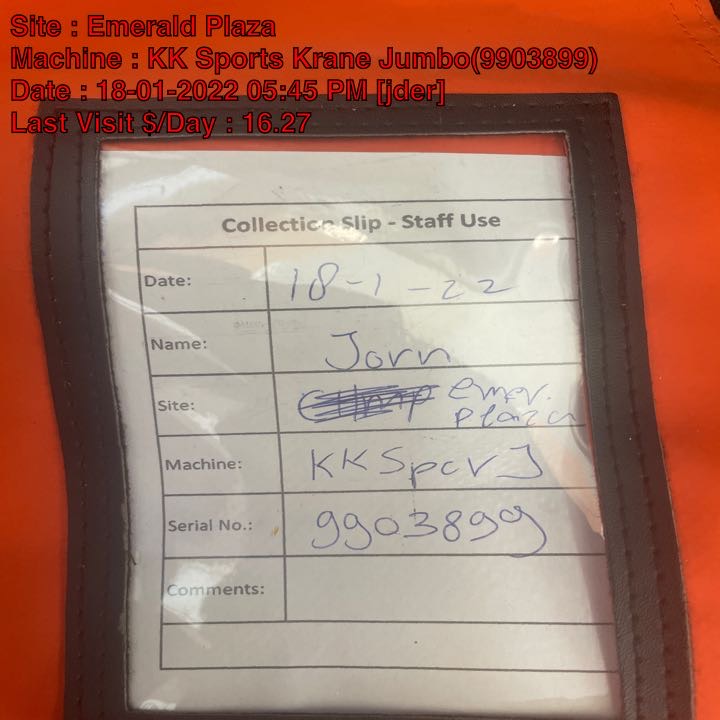 Site : Emerald Plaza
Machine : KK Sports Krane Jumbo(9903899)
Date : 18-01-2022 05:45 PM [jder]
Last Visit $/Day : 16.27
Collection Slip - Staff Use
Date: 18-1-22
Name: Jorn
Site: emer.
plaza
Machine: KK Spor J
Serial No.: 9903899
Comments: